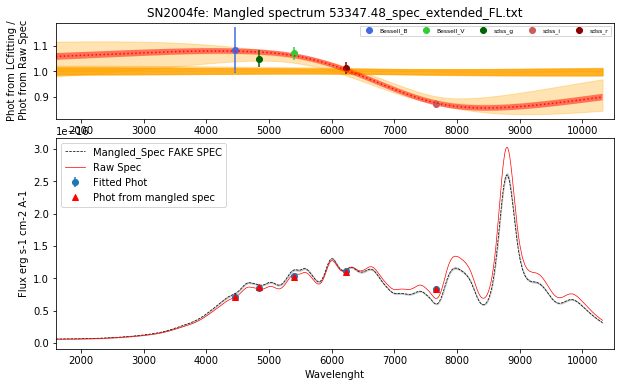 SN2004fe: Mangled spectrum 53347.48_spec_extended_FL.txt
Phot from LCfitting /
Phot from Raw Spec
1.1
1.0
0.9
Bessell_B
Bessell_V
sdss_g
sdss_i
sdss_r
2000 3000 4000 5000 6000 7000 8000 9000 10000
Flux erg s-1 cm-2 A-1
3.0
2.5
2.0
1.5
1.0
0.5
0.0
Mangled_Spec FAKE SPEC
Raw Spec
Fitted Phot
Phot from mangled spec
2000 3000 4000 5000 6000 7000 8000 9000 10000
Wavelenght